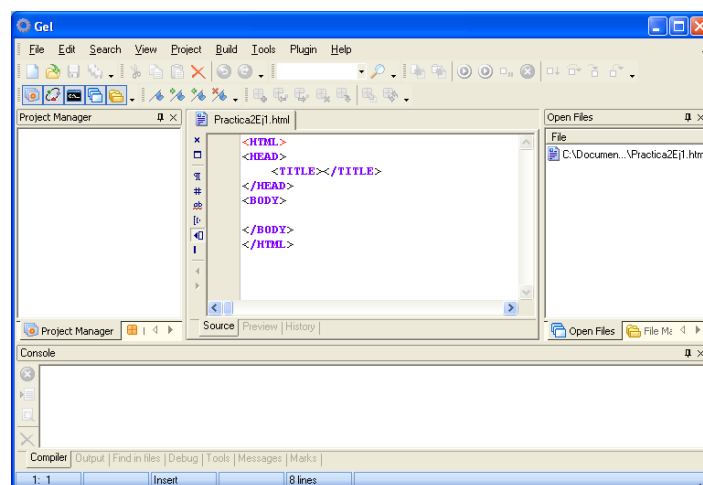 Gel
File Edit Search View Project Build Tools Plugin Help
Project Manager
Practica2Ej1.html
Open Files
File
C:\Documen...\Practica2Ej1.htm
<HTML>
<HEAD>
<TITLE></TITLE>
</HEAD>
<BODY>
</BODY>
</HTML>
Source Preview History
Project Manager
Open Files File Ma
Console
Compiler Output Find in files Debug Tools Messages Marks
1: 1 Insert 8 lines